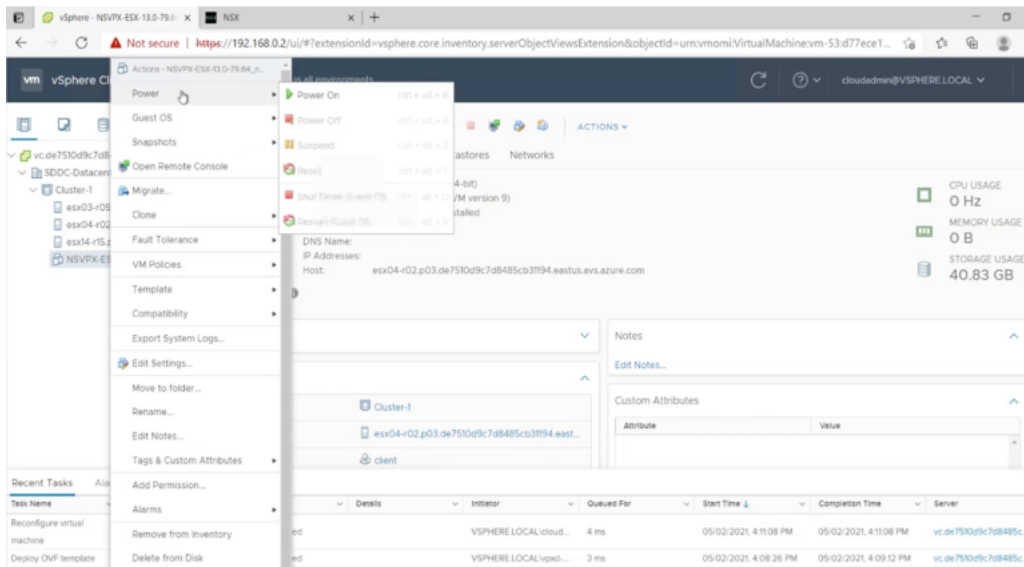 vSphere - NSVPX-ESX-13.0-79.6
NSX
Not secure
https://192.168.0.2/ui/#?extensionId=vsphere.core.inventory.serverObjectViewsExtension&objectId=urn:vmomi:VirtualMachine:vm-53:d77ece1...
vm vSphere Cl
in all environments
cloudadmin@VSPHERE.LOCAL
Actions - NSVPX-ESX-13.0-79.64_n...
Power
Guest OS
Snapshots
Open Remote Console
Migrate...
Clone
Fault Tolerance
VM Policies
Template
Compatibility
Export System Logs...
Edit Settings...
Move to folder...
Rename...
Edit Notes...
Tags & Custom Attributes
Add Permission...
Alarms
Remove from Inventory
Delete from Disk
Power On
Power Off
Suspend
Reset
Shut Down Guest OS
Restart Guest OS
vc.de7510d9c7d8
SDDC-Datacen
Cluster-1
esx03-r09
esx04-r02
esx14-r15.p
NSVPX-ES
ACTIONS
astores
Networks
4-bit)
VM version 9)
stalled
DNS Name:
IP Addresses:
Host: esx04-r02.p03.de7510d9c7d8485cb31194.eastus.avs.azure.com
CPU USAGE
0 Hz
MEMORY USAGE
0 B
STORAGE USAGE
40.83 GB
Notes
Edit Notes...
Custom Attributes
Attribute Value
Cluster-1
esx04-r02.p03.de7510d9c7d8485cb31194.east...
client
Recent Tasks Ala
Task Name Details Initiator Queued For Start Time Completion Time Server
Reconfigure virtual machine ed VSPHERE.LOCAL\cloud... 4 ms 05/02/2021, 4:11:08 PM 05/02/2021, 4:11:08 PM vc.de7510d9c7d8485c
Deploy OVF template ed VSPHERE.LOCAL\vpxd-... 3 ms 05/02/2021, 4:08:26 PM 05/02/2021, 4:09:12 PM vc.de7510d9c7d8485c